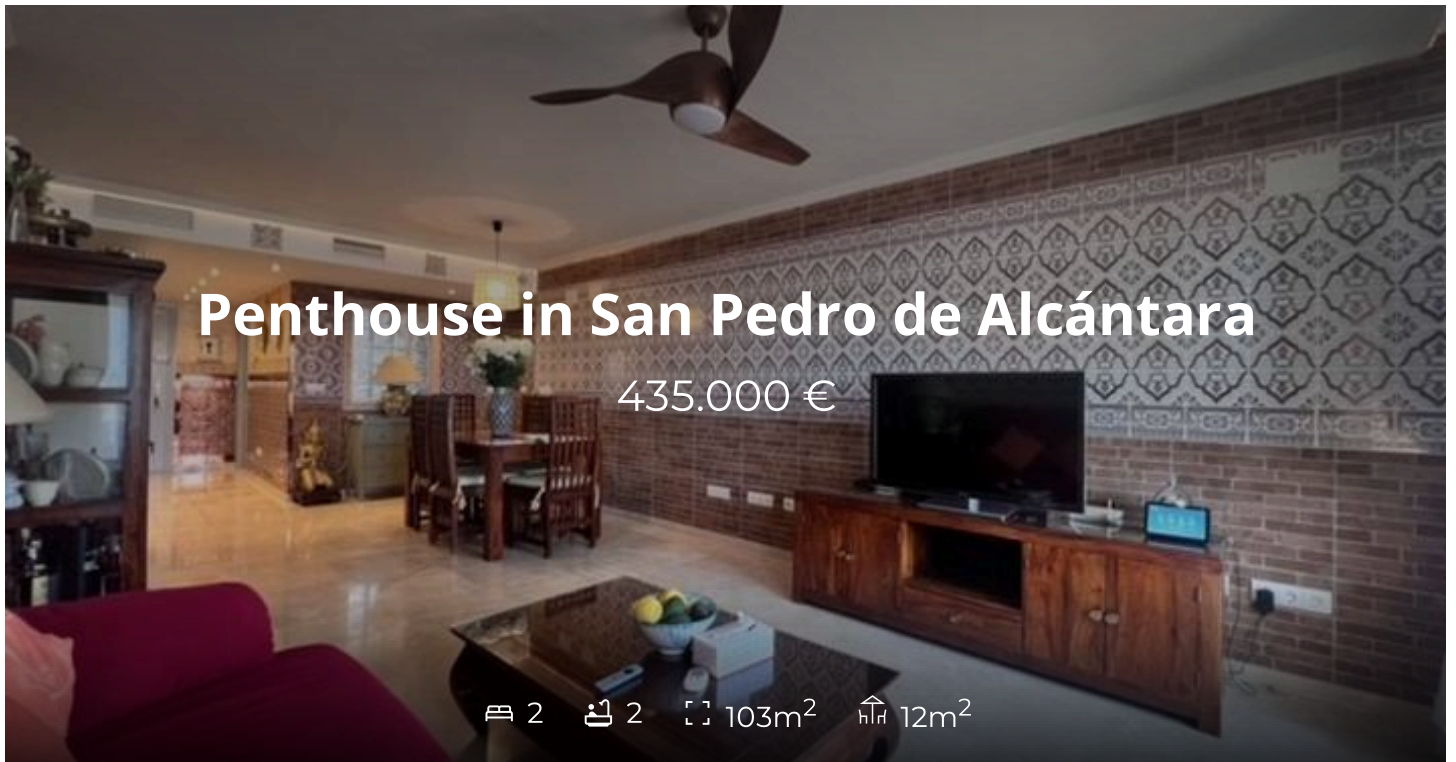 Penthouse in San Pedro de Alcántara
435.000 €
2 2 103m² 12m²